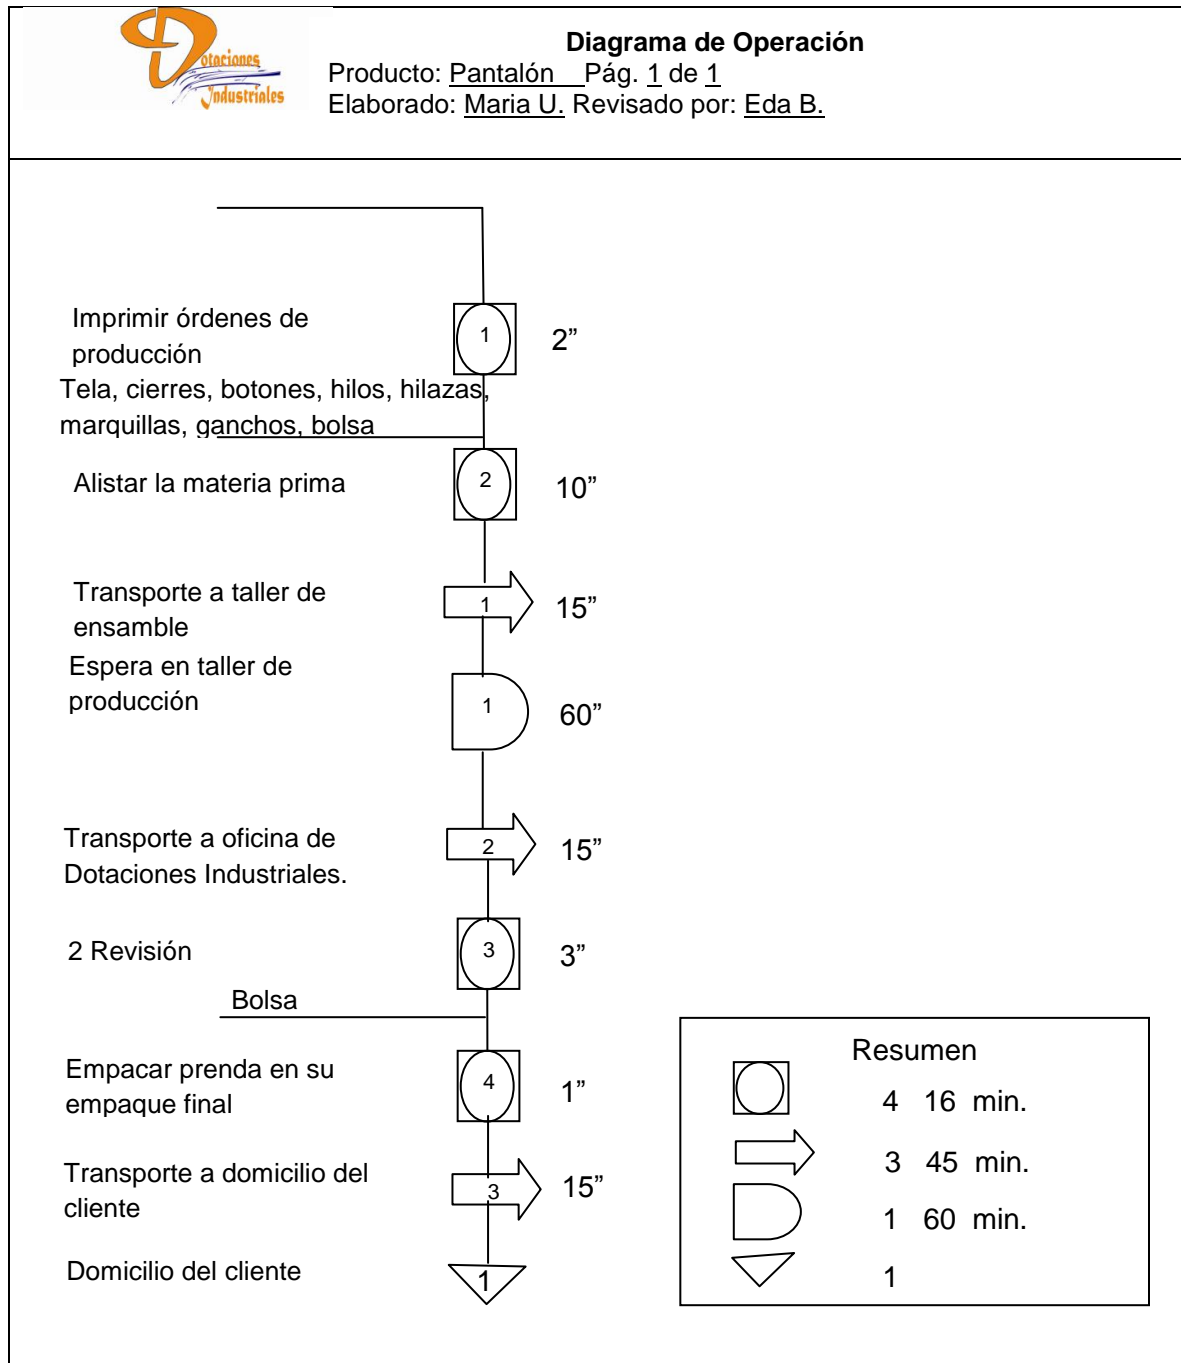 Dotaciones
Industriales
Diagrama de Operación
Producto: Pantalón Pág. 1 de 1
Elaborado: Maria U. Revisado por: Eda B.
Imprimir órdenes de
producción
1
2”
Tela, cierres, botones, hilos, hilazas,
marquillas, ganchos, bolsa
Alistar la materia prima
2
10”
Transporte a taller de
ensamble
1
15”
Espera en taller de
producción
1
60”
Transporte a oficina de
Dotaciones Industriales.
2
15”
2 Revisión
3
3”
Bolsa
Empacar prenda en su
empaque final
4
1”
Transporte a domicilio del
cliente
3
15”
Domicilio del cliente
1
Resumen
4 16 min.
3 45 min.
1 60 min.
1